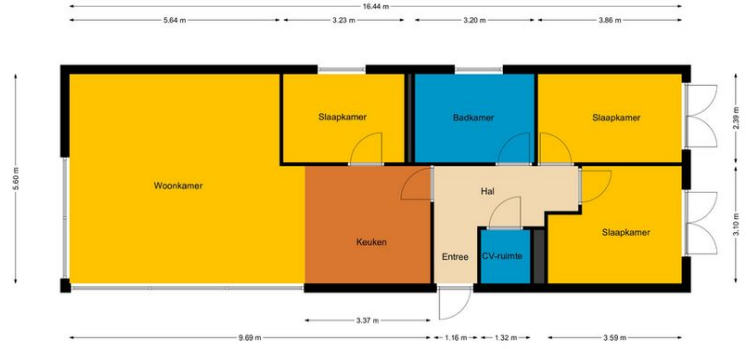 16.44 m
5.64 m 3.23 m 3.20 m 3.86 m
Slaapkamer Badkamer Slaapkamer
2.39 m
Woonkamer
5.60 m
Hal
3.10 m
Slaapkamer
Keuken
Entree CV-ruimte
3.37 m
9.69 m 1.16 m 1.32 m 3.59 m